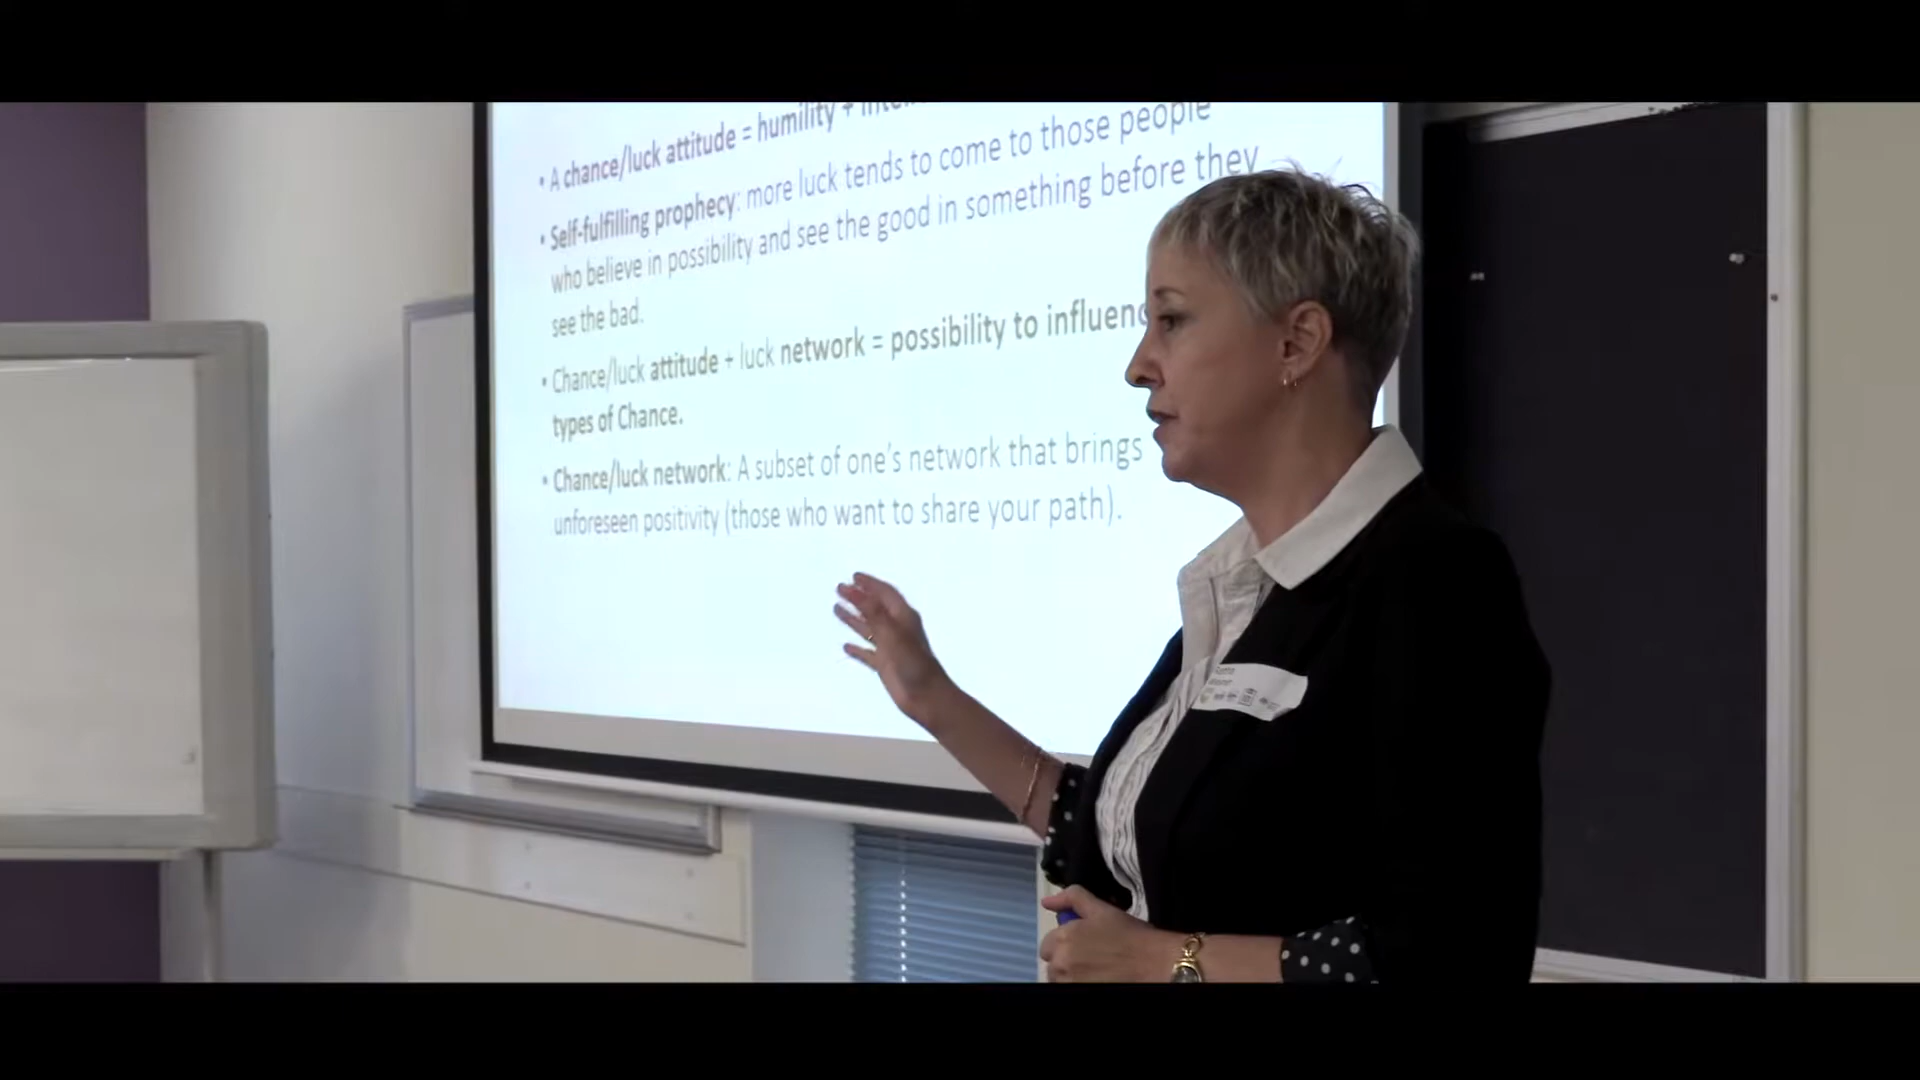 • A chance/luck attitude = humility +
• Self-fulfilling prophecy: more luck tends to come to those people
who believe in possibility and see the good in something before they
see the bad.
• Chance/luck attitude + luck network = possibility to
types of Chance.
• Chance/luck network: A subset of one's network that brings
unforeseen positivity (those who want to share your path).